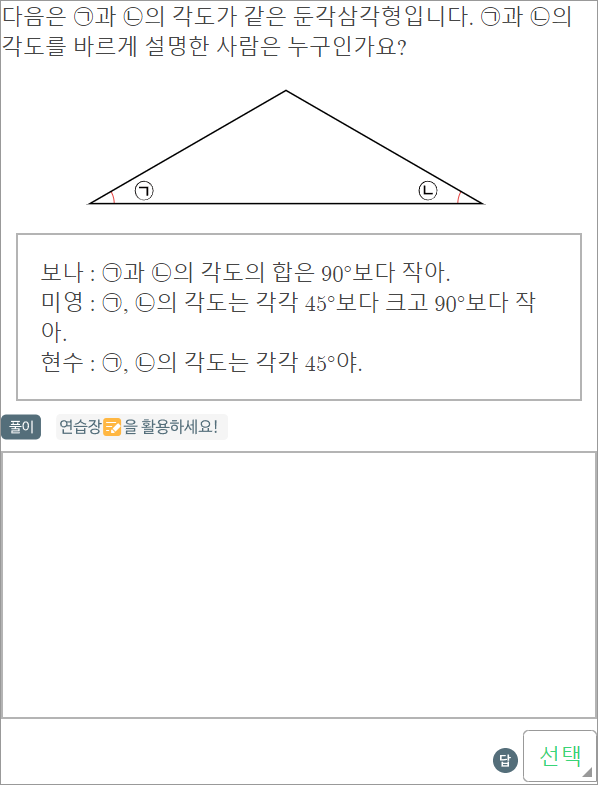 다음은 ㉠과 ㉡의 각도가 같은 둔각삼각형입니다. ㉠과 ㉡의
각도를 바르게 설명한 사람은 누구인가요?
㉠ ㉡
보나 : ㉠과 ㉡의 각도의 합은 90°보다 작아.
미영 : ㉠, ㉡의 각도는 각각 45°보다 크고 90°보다 작
아.
현수 : ㉠, ㉡의 각도는 각각 45°야.
풀이 연습장을 활용하세요!
답 선택